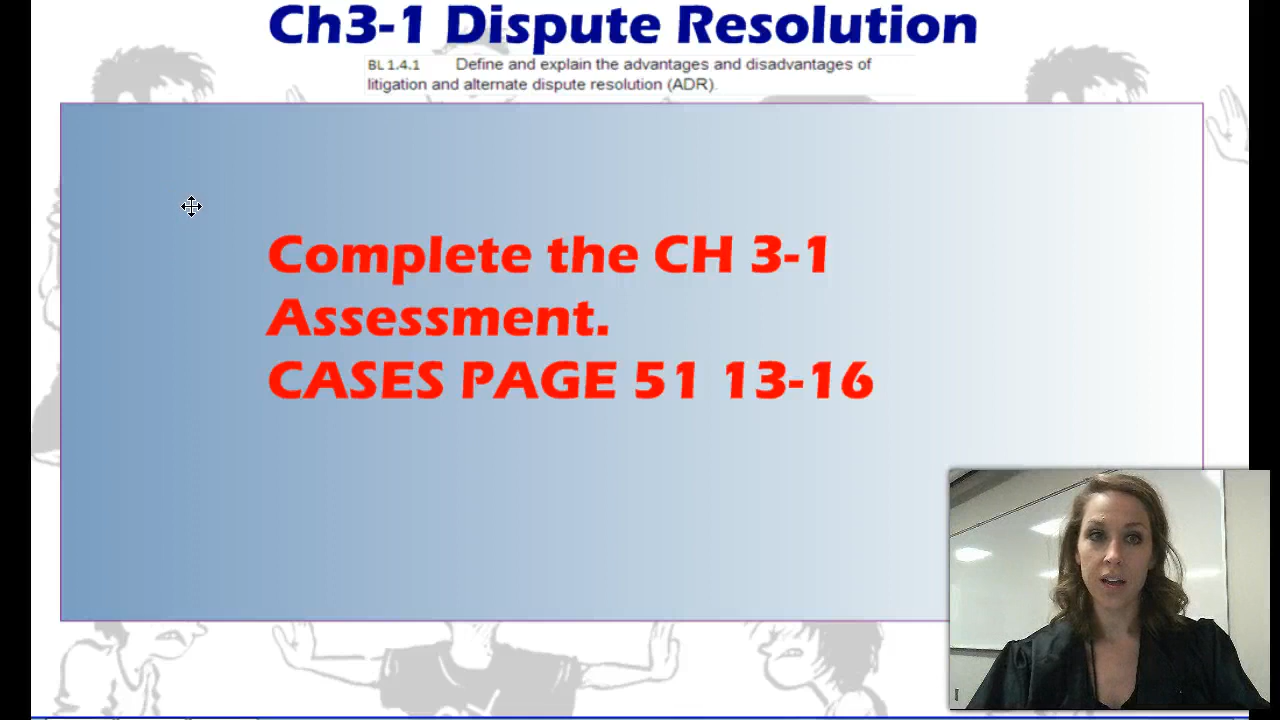 Ch3-1 Dispute Resolution
BL 1.4.1 Define and explain the advantages and disadvantages of
litigation and alternate dispute resolution (ADR).
Complete the CH 3-1
Assessment.
CASES PAGE 51 13-16